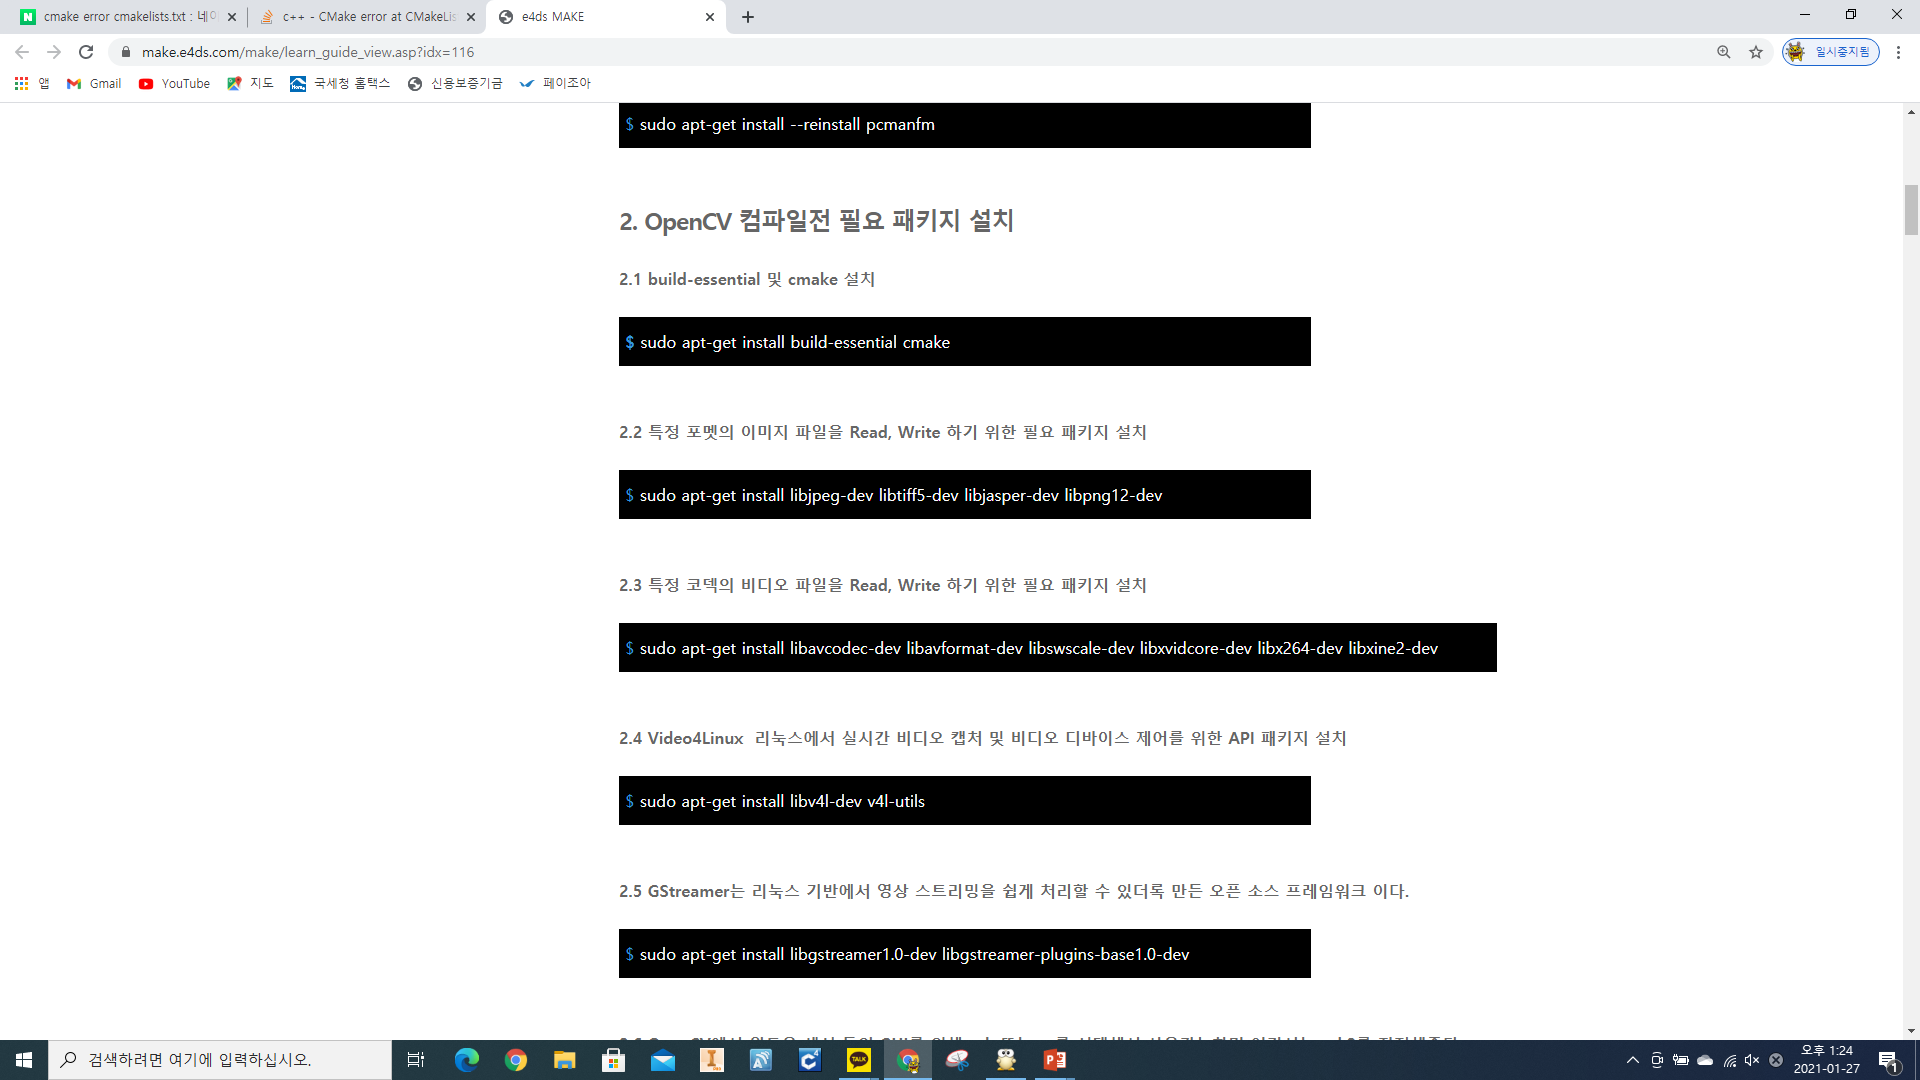 cmake error cmakelists.txt : 네이
c++ - CMake error at CMakeLis
e4ds MAKE
make.e4ds.com/make/learn_guide_view.asp?idx=116
일시중지됨
앱
Gmail
YouTube
지도
국세청 홈택스
신용보증기금
페이조아
$ sudo apt-get install --reinstall pcmanfm
2. OpenCV 컴파일전 필요 패키지 설치
2.1 build-essential 및 cmake 설치
$ sudo apt-get install build-essential cmake
2.2 특정 포멧의 이미지 파일을 Read, Write 하기 위한 필요 패키지 설치
$ sudo apt-get install libjpeg-dev libtiff5-dev libjasper-dev libpng12-dev
2.3 특정 코덱의 비디오 파일을 Read, Write 하기 위한 필요 패키지 설치
$ sudo apt-get install libavcodec-dev libavformat-dev libswscale-dev libxvidcore-dev libx264-dev libxine2-dev
2.4 Video4Linux 리눅스에서 실시간 비디오 캡처 및 비디오 디바이스 제어를 위한 API 패키지 설치
$ sudo apt-get install libv4l-dev v4l-utils
2.5 GStreamer는 리눅스 기반에서 영상 스트리밍을 쉽게 처리할 수 있더록 만든 오픈 소스 프레임워크 이다.
$ sudo apt-get install libgstreamer1.0-dev libgstreamer-plugins-base1.0-dev
검색하려면 여기에 입력하십시오.
TALK
오후 1:24
2021-01-27
1